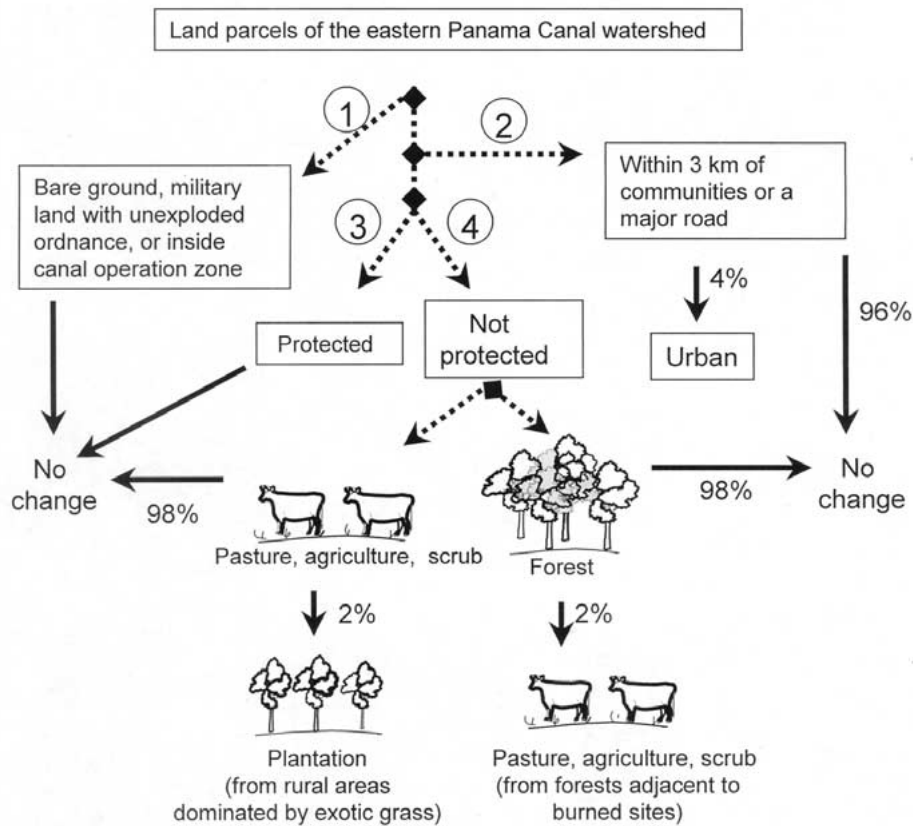 Land parcels of the eastern Panama Canal watershed
1
2
Bare ground, military
land with unexploded
ordnance, or inside
canal operation zone
Within 3 km of
communities or a
major road
3
4
4%
96%
Protected
Not
protected
Urban
No
change
98%
98%
No
change
Pasture, agriculture, scrub
Forest
2%
2%
Plantation
(from rural areas
dominated by exotic grass)
Pasture, agriculture, scrub
(from forests adjacent to
burned sites)